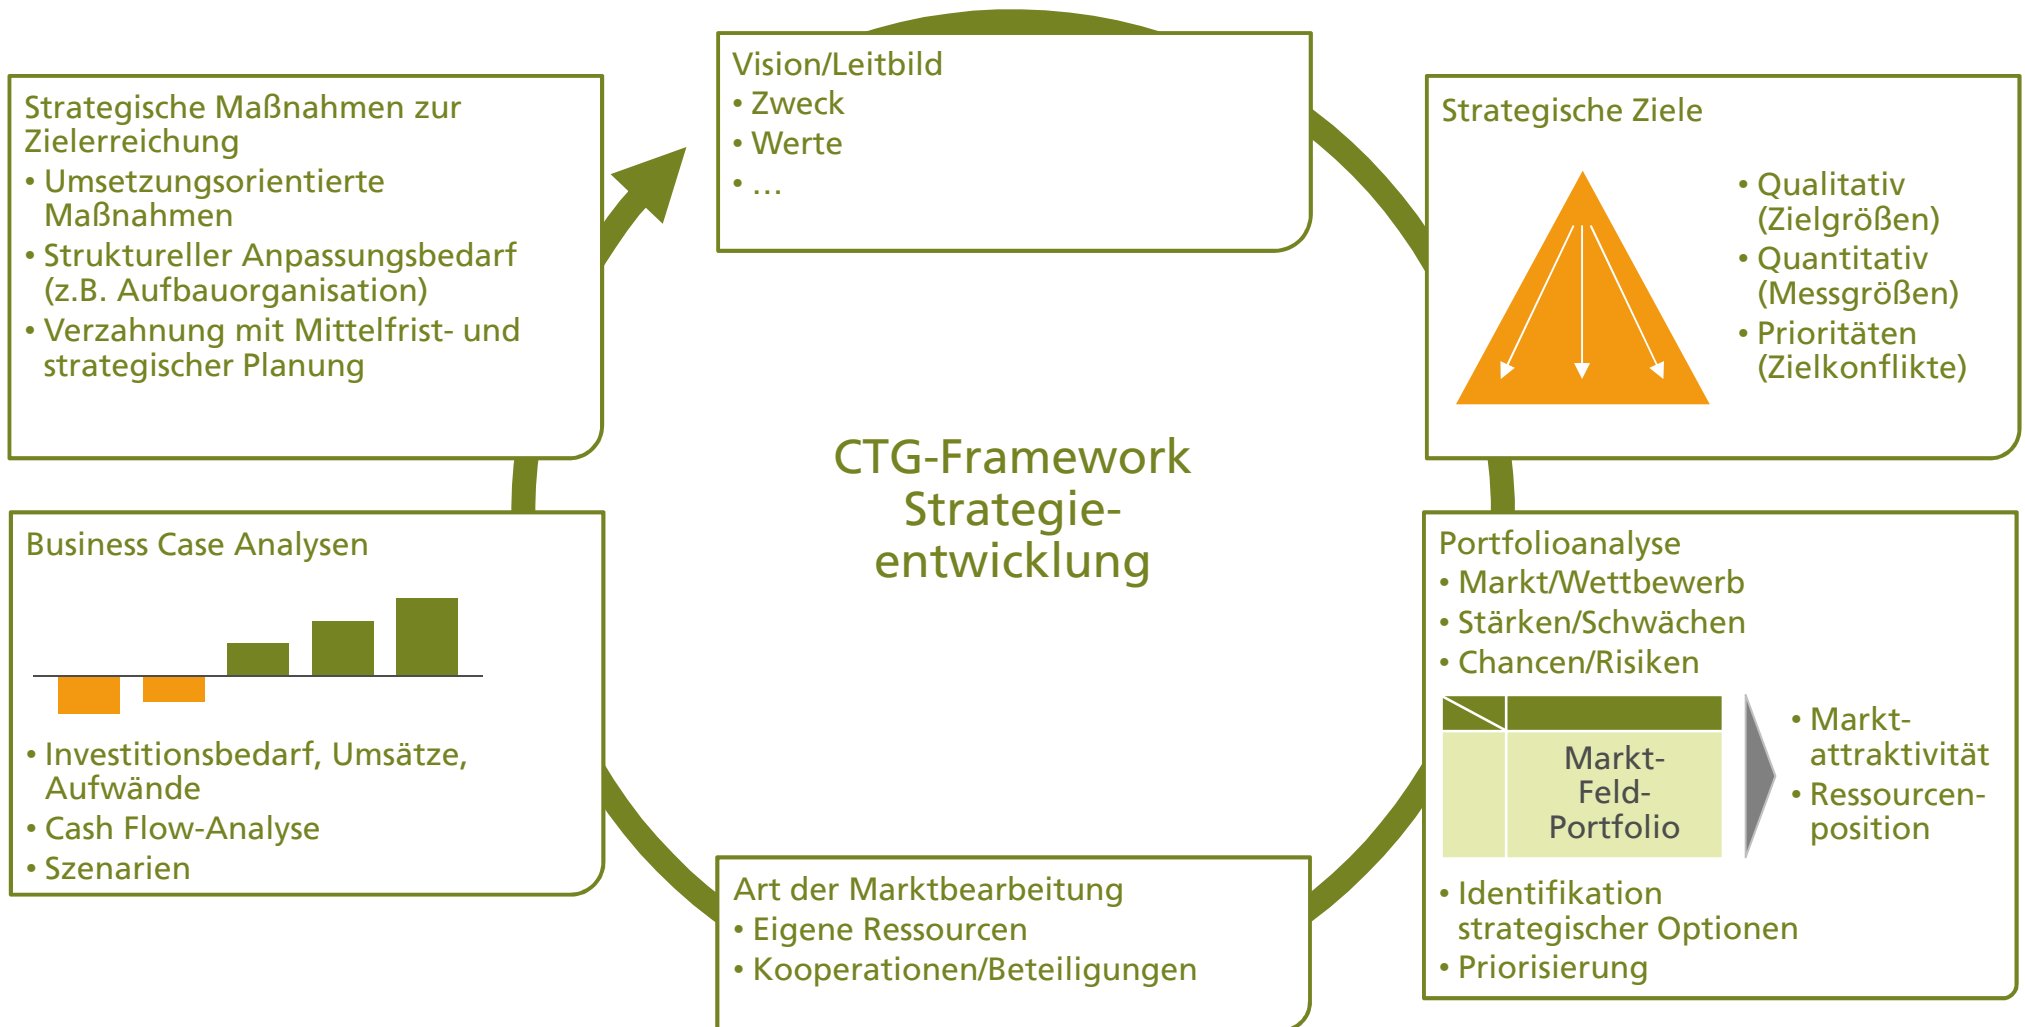 Vision/Leitbild
• Zweck
• Werte
• …
Strategische Ziele
• Qualitativ
(Zielgrößen)
• Quantitativ
(Messgrößen)
• Prioritäten
(Zielkonflikte)
Portfolioanalyse
• Markt/Wettbewerb
• Stärken/Schwächen
• Chancen/Risiken
Markt-
Feld-
Portfolio
• Markt-
attraktivität
• Ressourcen-
position
• Identifikation
strategischer Optionen
• Priorisierung
Art der Marktbearbeitung
• Eigene Ressourcen
• Kooperationen/Beteiligungen
Business Case Analysen
• Investitionsbedarf, Umsätze,
Aufwände
• Cash Flow-Analyse
• Szenarien
Strategische Maßnahmen zur
Zielerreichung
• Umsetzungsorientierte
Maßnahmen
• Struktureller Anpassungsbedarf
(z.B. Aufbauorganisation)
• Verzahnung mit Mittelfrist- und
strategischer Planung
CTG-Framework
Strategie-
entwicklung